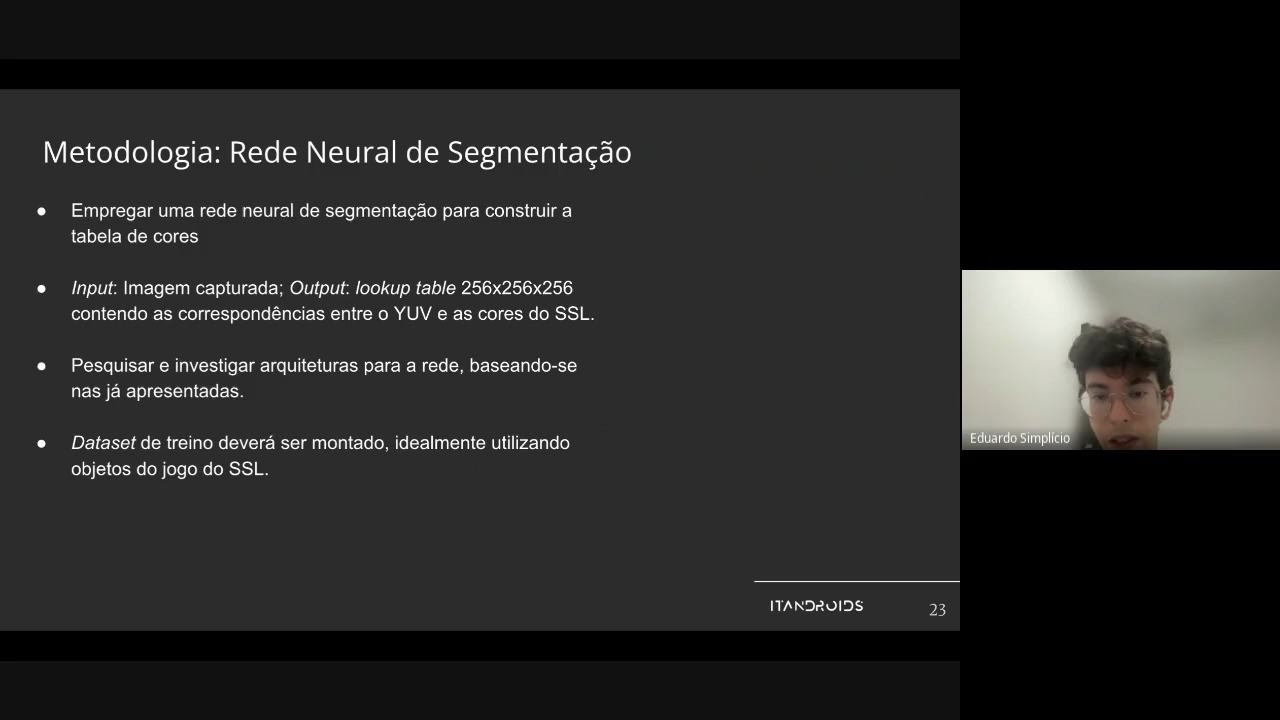 Metodologia: Rede Neural de Segmentação
● Empregar uma rede neural de segmentação para construir a
tabela de cores
● Input: Imagem capturada; Output: lookup table 256x256x256
contendo as correspondências entre o YUV e as cores do SSL.
● Pesquisar e investigar arquiteturas para a rede, baseando-se
nas já apresentadas.
● Dataset de treino deverá ser montado, idealmente utilizando
objetos do jogo do SSL.
ITANDROIDS
23
Eduardo Simplício